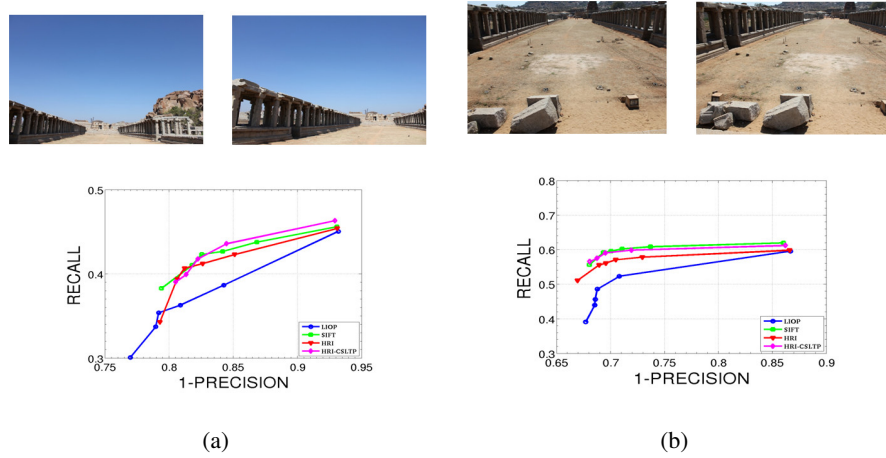 0.5
0.4
0.3
RECALL
0.75
0.8
0.85
0.9
0.95
1-PRECISION
LIOP
SIFT
HRI
HRI-CSLTP
(a)
0.8
0.7
0.6
0.5
0.4
0.3
RECALL
0.65
0.7
0.75
0.8
0.85
0.9
1-PRECISION
LIOP
SIFT
HRI
HRI-CSLTP
(b)